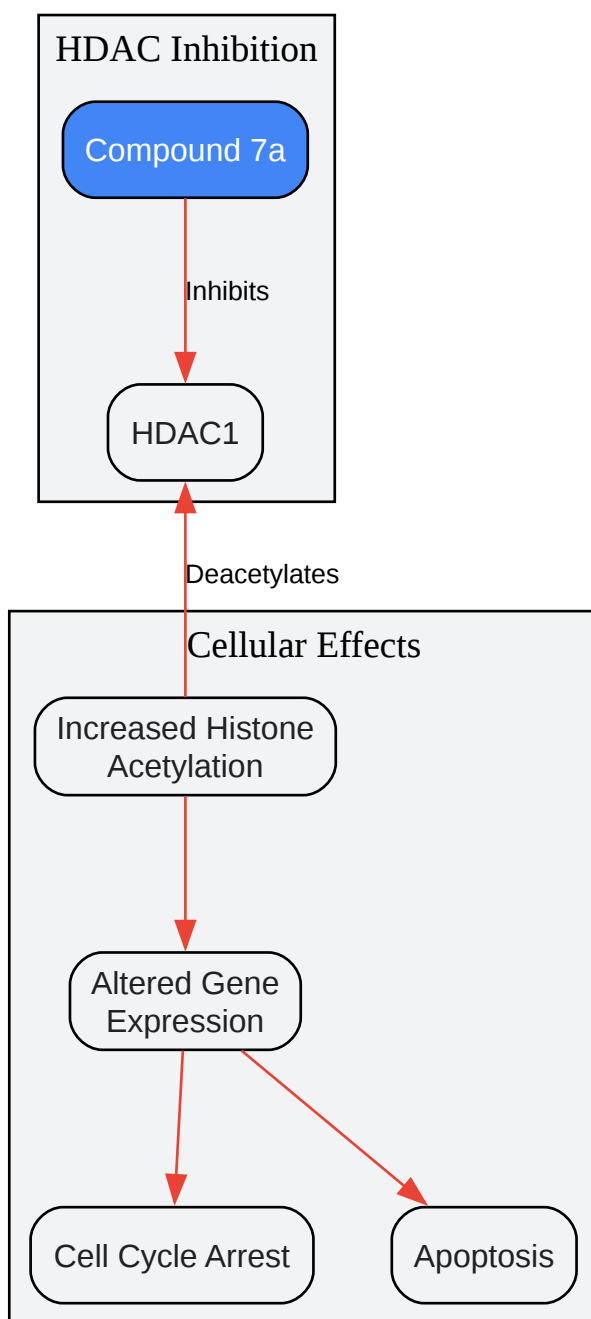 HDAC Inhibition
Compound 7a
Inhibits
HDAC1
Deacetylates
Cellular Effects
Increased Histone
Acetylation
Altered Gene
Expression
Cell Cycle Arrest
Apoptosis